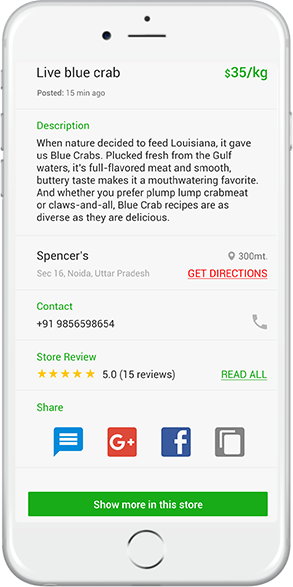 Live blue crab
$35/kg
Posted: 15 min ago
Description
When nature decided to feed Louisiana, it gave
us Blue Crabs. Plucked fresh from the Gulf
waters, it's full-flavored meat and smooth,
buttery taste makes it a mouthwatering favorite.
And whether you prefer plump lump crabmeat
or claws-and-all, Blue Crab recipes are as
diverse as they are delicious.
Spencer's
300mt.
Sec 16, Noida, Uttar Pradesh
GET DIRECTIONS
Contact
+91 9856598654
Store Review
5.0 (15 reviews)
READ ALL
Share
G+
f
Show more in this store